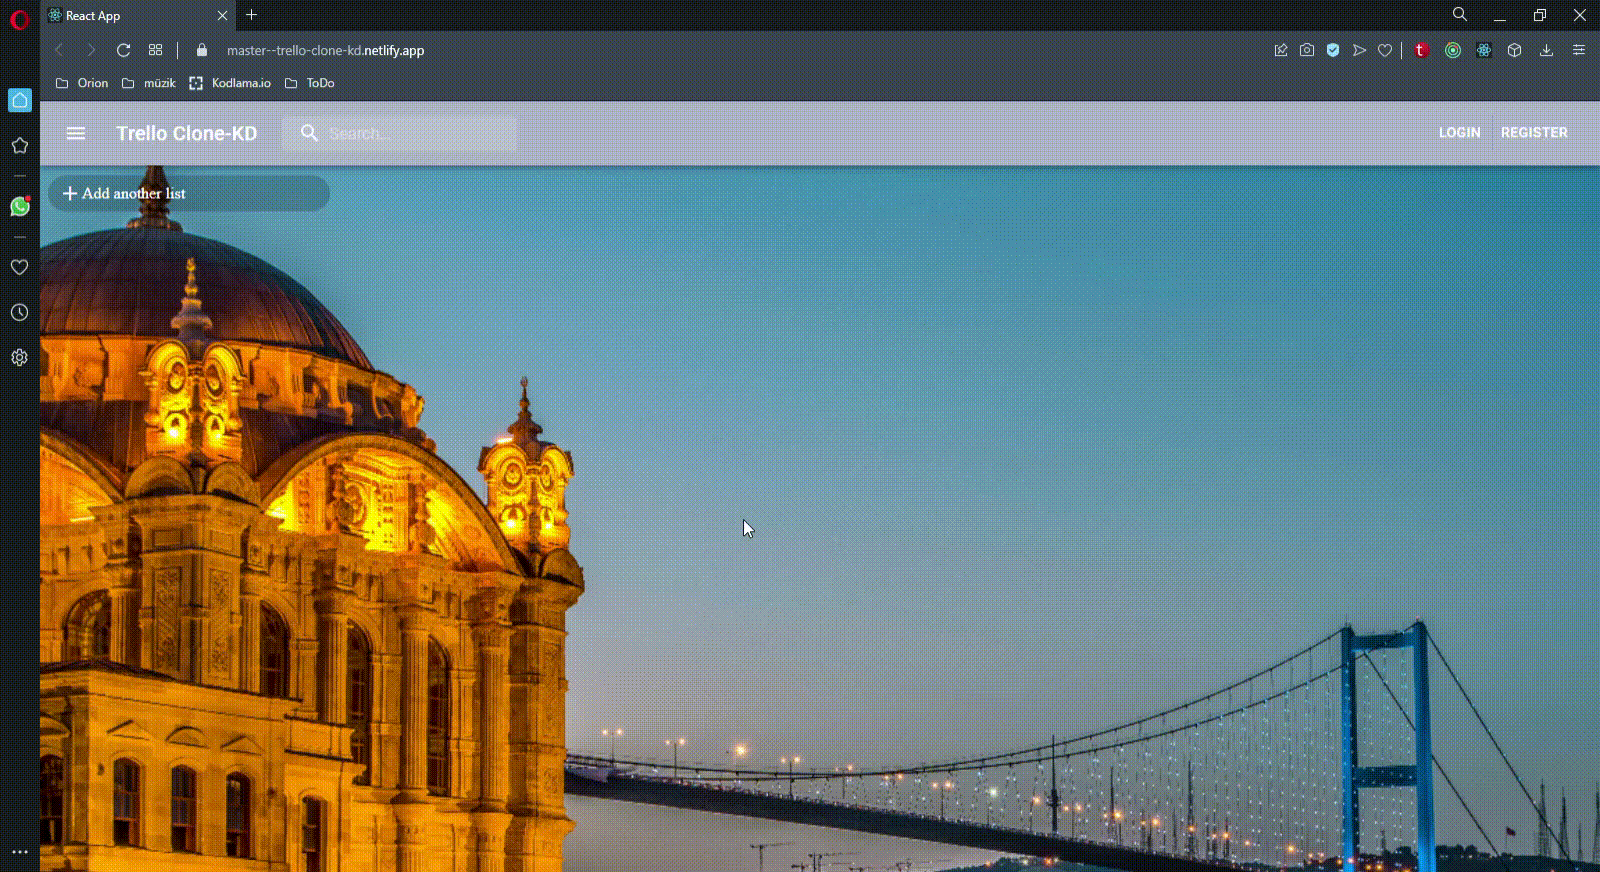 React App
master--trello-clone-kd.netlify.app
Orion müzik Kodlama.io ToDo
Trello Clone-KD Search... LOGIN REGISTER
+ Add another list